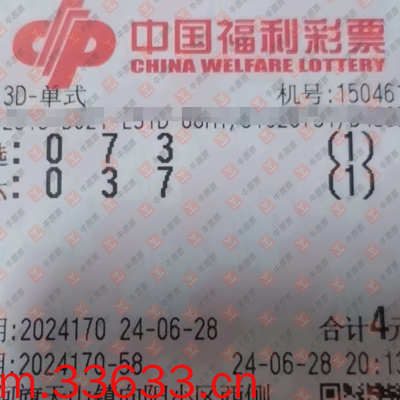 中国福利彩票
CHINA WELFARE LOTTERY
3D-单式 机号:150461
: 0 7 3 (1)
: 0 3 7 (1)
期:2024170 24-06-28 合计4元
期:2024170-58 24-06-28 20:13
m.33633.cn